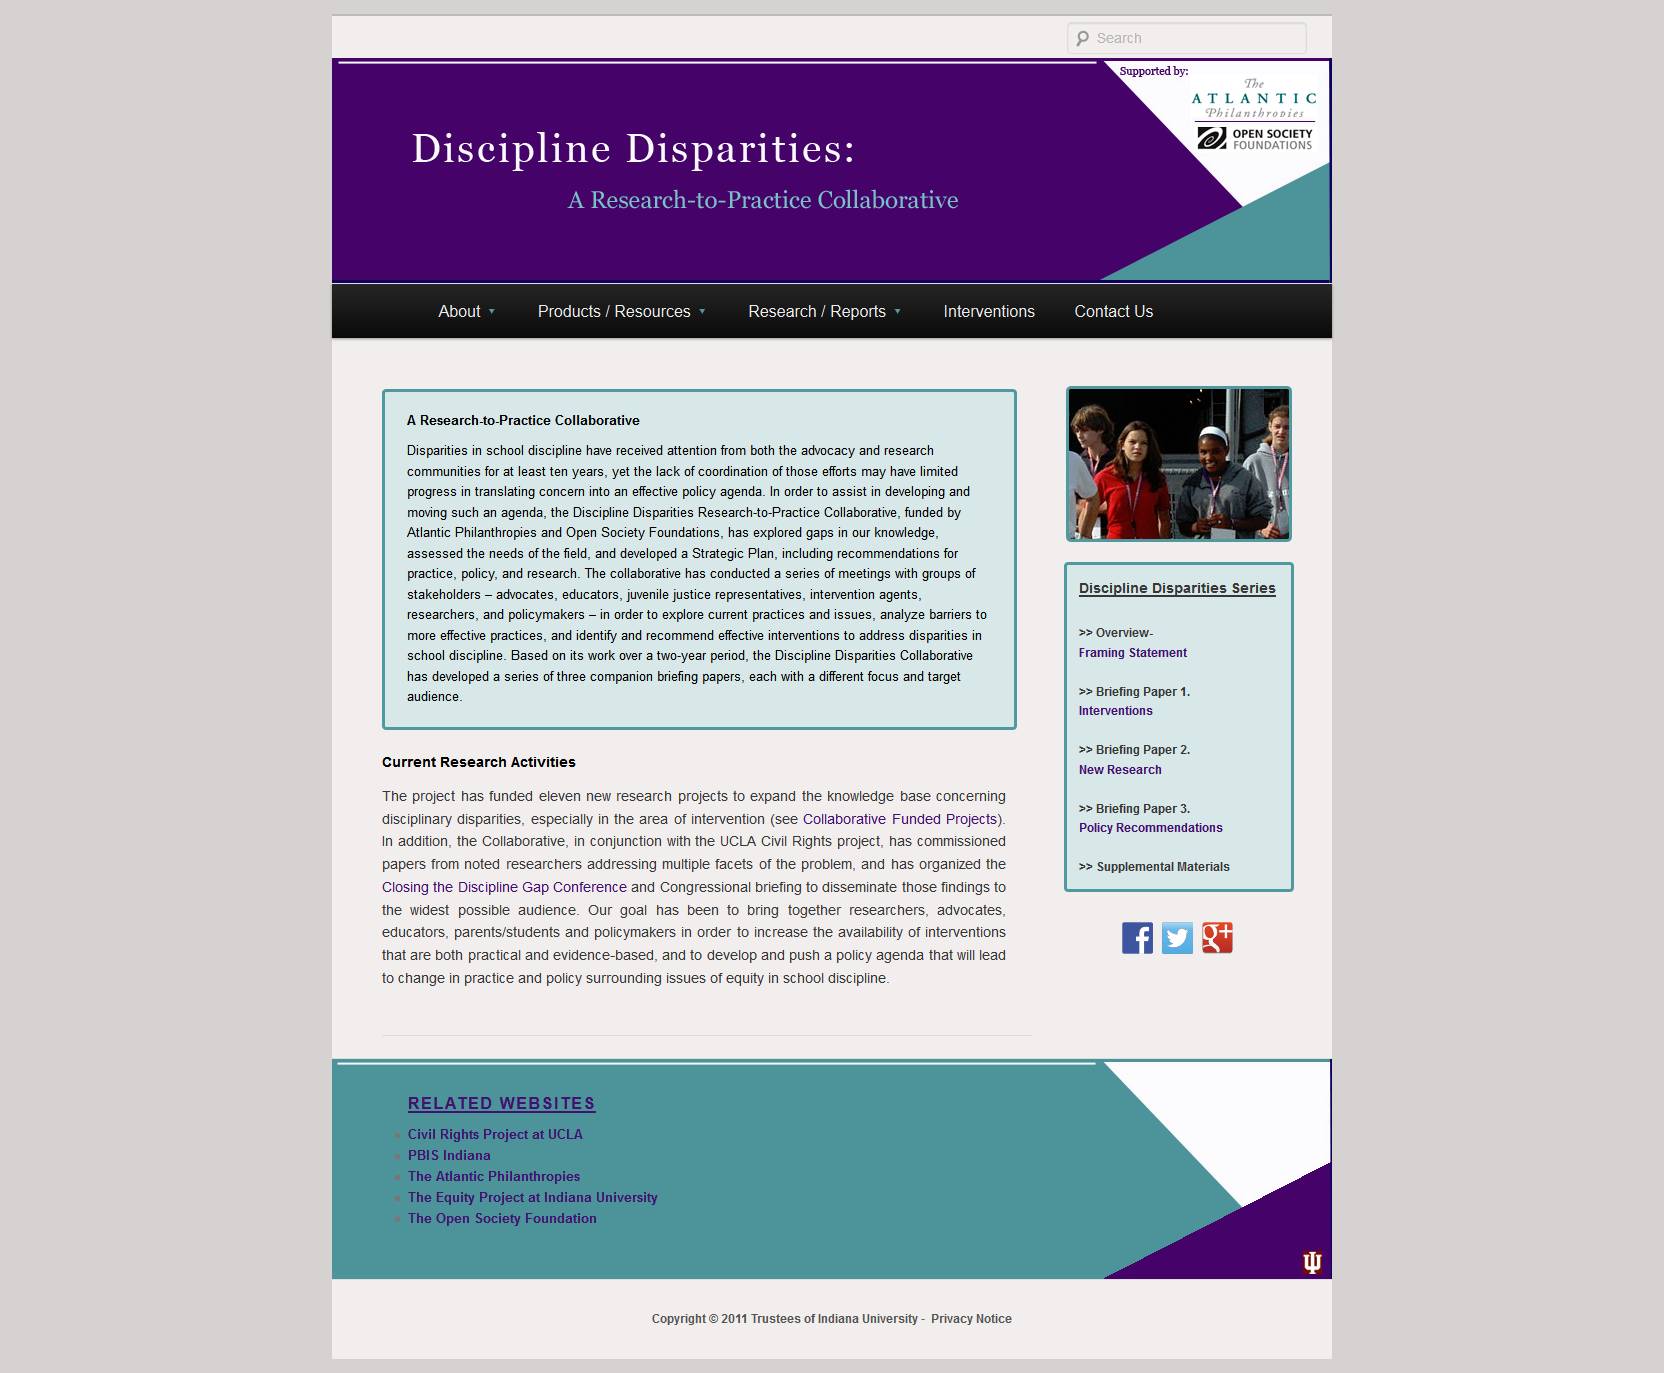 Search
Supported by:
The
ATLANTIC
Philanthropies
OPEN SOCIETY
FOUNDATIONS
Discipline Disparities:
A Research-to-Practice Collaborative
About
Products / Resources
Research / Reports
Interventions
Contact Us
A Research-to-Practice Collaborative
Disparities in school discipline have received attention from both the advocacy and research
communities for at least ten years, yet the lack of coordination of those efforts may have limited
progress in translating concern into an effective policy agenda. In order to assist in developing and
moving such an agenda, the Discipline Disparities Research-to-Practice Collaborative, funded by
Atlantic Philanthropies and Open Society Foundations, has explored gaps in our knowledge,
assessed the needs of the field, and developed a Strategic Plan, including recommendations for
practice, policy, and research. The collaborative has conducted a series of meetings with groups of
stakeholders – advocates, educators, juvenile justice representatives, intervention agents,
researchers, and policymakers – in order to explore current practices and issues, analyze barriers to
more effective practices, and identify and recommend effective interventions to address disparities in
school discipline. Based on its work over a two-year period, the Discipline Disparities Collaborative
has developed a series of three companion briefing papers, each with a different focus and target
audience.
Current Research Activities
The project has funded eleven new research projects to expand the knowledge base concerning
disciplinary disparities, especially in the area of intervention (see Collaborative Funded Projects).
In addition, the Collaborative, in conjunction with the UCLA Civil Rights project, has commissioned
papers from noted researchers addressing multiple facets of the problem, and has organized the
Closing the Discipline Gap Conference and Congressional briefing to disseminate those findings to
the widest possible audience. Our goal has been to bring together researchers, advocates,
educators, parents/students and policymakers in order to increase the availability of interventions
that are both practical and evidence-based, and to develop and push a policy agenda that will lead
to change in practice and policy surrounding issues of equity in school discipline.
Discipline Disparities Series
>> Overview-
Framing Statement
>> Briefing Paper 1.
Interventions
>> Briefing Paper 2.
New Research
>> Briefing Paper 3.
Policy Recommendations
>> Supplemental Materials
RELATED WEBSITES
Civil Rights Project at UCLA
PBIS Indiana
The Atlantic Philanthropies
The Equity Project at Indiana University
The Open Society Foundation
Copyright © 2011 Trustees of Indiana University - Privacy Notice